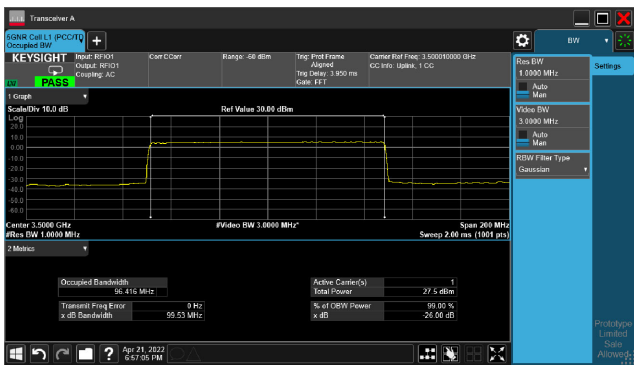 Transceiver A
5GNR Cell L1 (PCC/TD
Occupied BW
KEYSIGHT
Input: RFIO1
Output: RFIO1
Coupling: AC
Corr CCorr
Range: -60 dBm
Trig: Prot Frame
Aligned
Trig Delay: 3.950 ms
Gate: FFT
Carrier Ref Freq: 3.500010000 GHz
CC Info: Uplink, 1 CC
PASS
1 Graph
Scale/Div 10.0 dB
Ref Value 30.00 dBm
Log
20.0
10.0
0.00
-10.0
-20.0
-30.0
-40.0
-50.0
-60.0
Center 3.5000 GHz
#Video BW 3.0000 MHz*
Span 200 MHz
#Res BW 1.0000 MHz
Sweep 2.00 ms (1001 pts)
2 Metrics
Occupied Bandwidth
96.416 MHz
Transmit Freq Error 0 Hz
x dB Bandwidth 99.53 MHz
Active Carrier(s) 1
Total Power 27.5 dBm
% of OBW Power 99.00 %
x dB -26.00 dB
BW
Settings
Res BW
1.0000 MHz
Auto
Man
Video BW
3.0000 MHz
Auto
Man
RBW Filter Type
Gaussian
Prototype
Limited
Sale
Allowed
?
Apr 21, 2022
6:57:05 PM